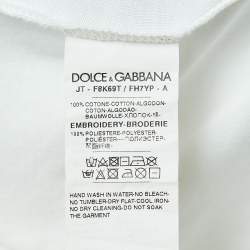 DOLCE & GABBANA
JT - F8K69T / FH7YP - A
100% COTONE-COTTON-ALGODON-
COTON-ALGODAO-
BAUMWOLLE-ХЛОПОК-棉-
EMBROIDERY-BRODERIE
100% POLIESTERE-POLYESTER-
POLYESTER-ПОЛИЭСТЕР-
HAND WASH IN WATER-NO BLEACH-
NO TUMBLER-DRY FLAT-COOL IRON-
NO DRY CLEANING-DO NOT SOAK
THE GARMENT